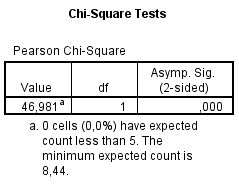 Chi-Square Tests
Pearson Chi-Square
Value df Asymp. Sig. (2-sided)
46,981a 1 ,000
a. 0 cells (0,0%) have expected
count less than 5. The
minimum expected count is
8,44.